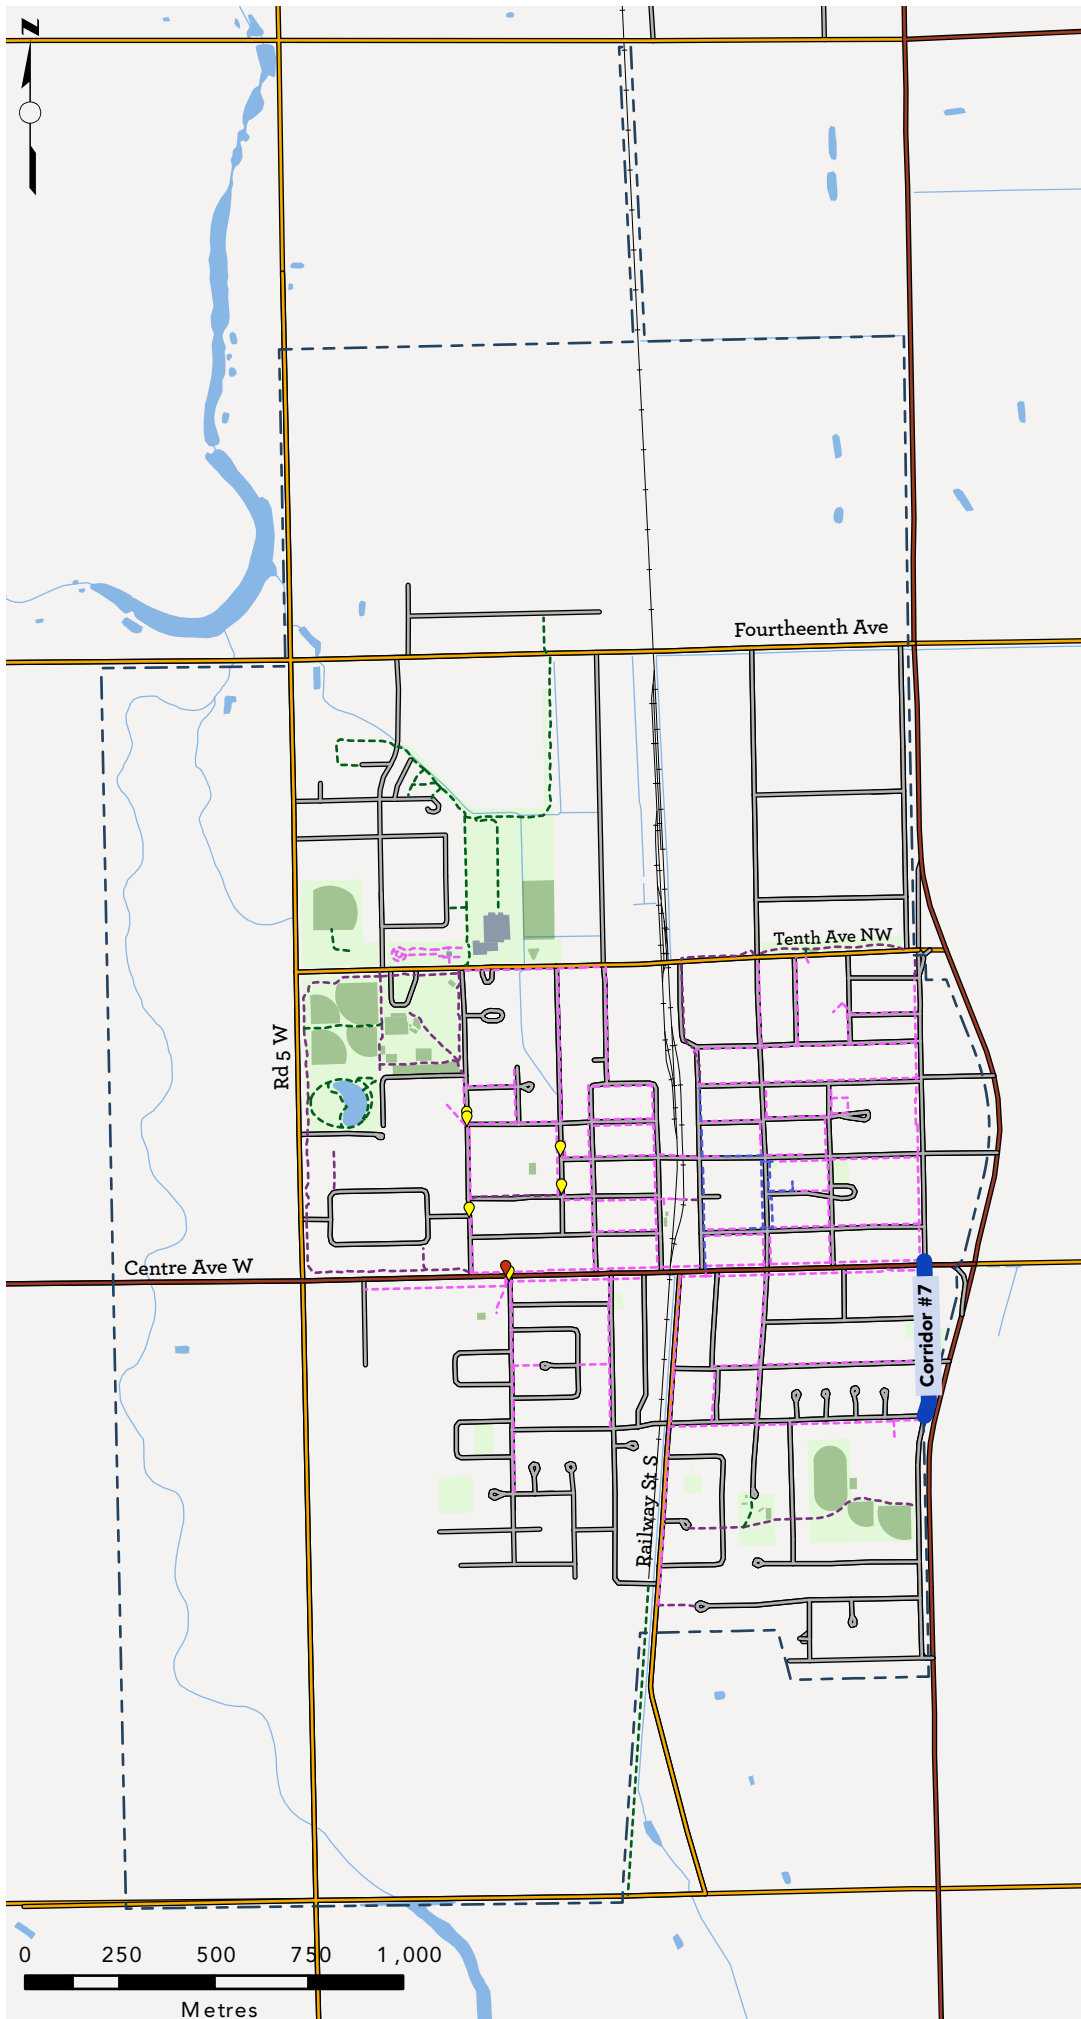 N
Fourtheenth Ave
Tenth Ave NW
Rd 5 W
Centre Ave W
Corridor #7
Railway St S
0 250 500 750 1,000
Metres